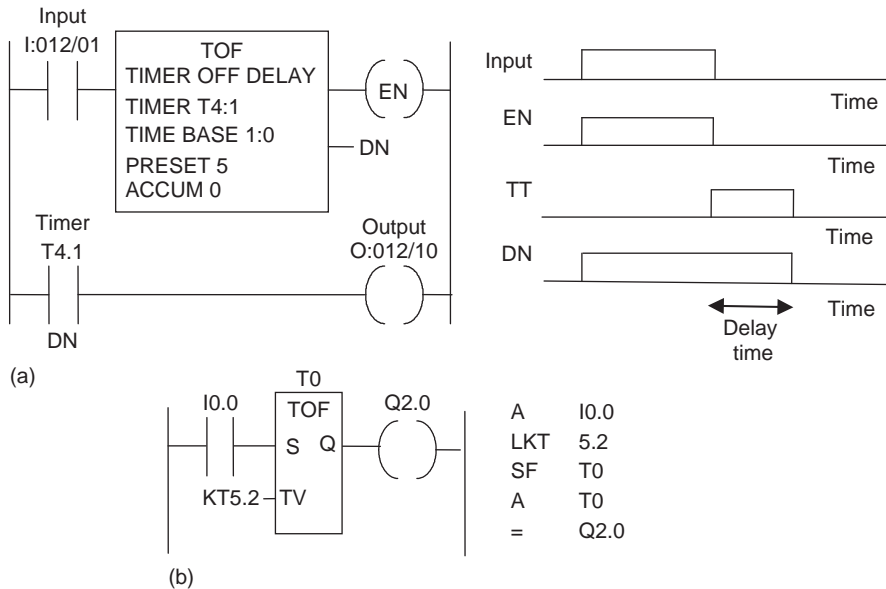 Input
I:012/01
TOF
TIMER OFF DELAY
TIMER T4:1
TIME BASE 1:0
PRESET 5
ACCUM 0
EN
DN
Timer
T4.1
DN
Output
O:012/10
(a)
Input
Time
EN
Time
TT
Time
DN
Time
Delay
time
T0
I0.0
TOF
Q2.0
S Q
KT5.2 TV
(b)
A I0.0
LKT 5.2
SF T0
A T0
= Q2.0